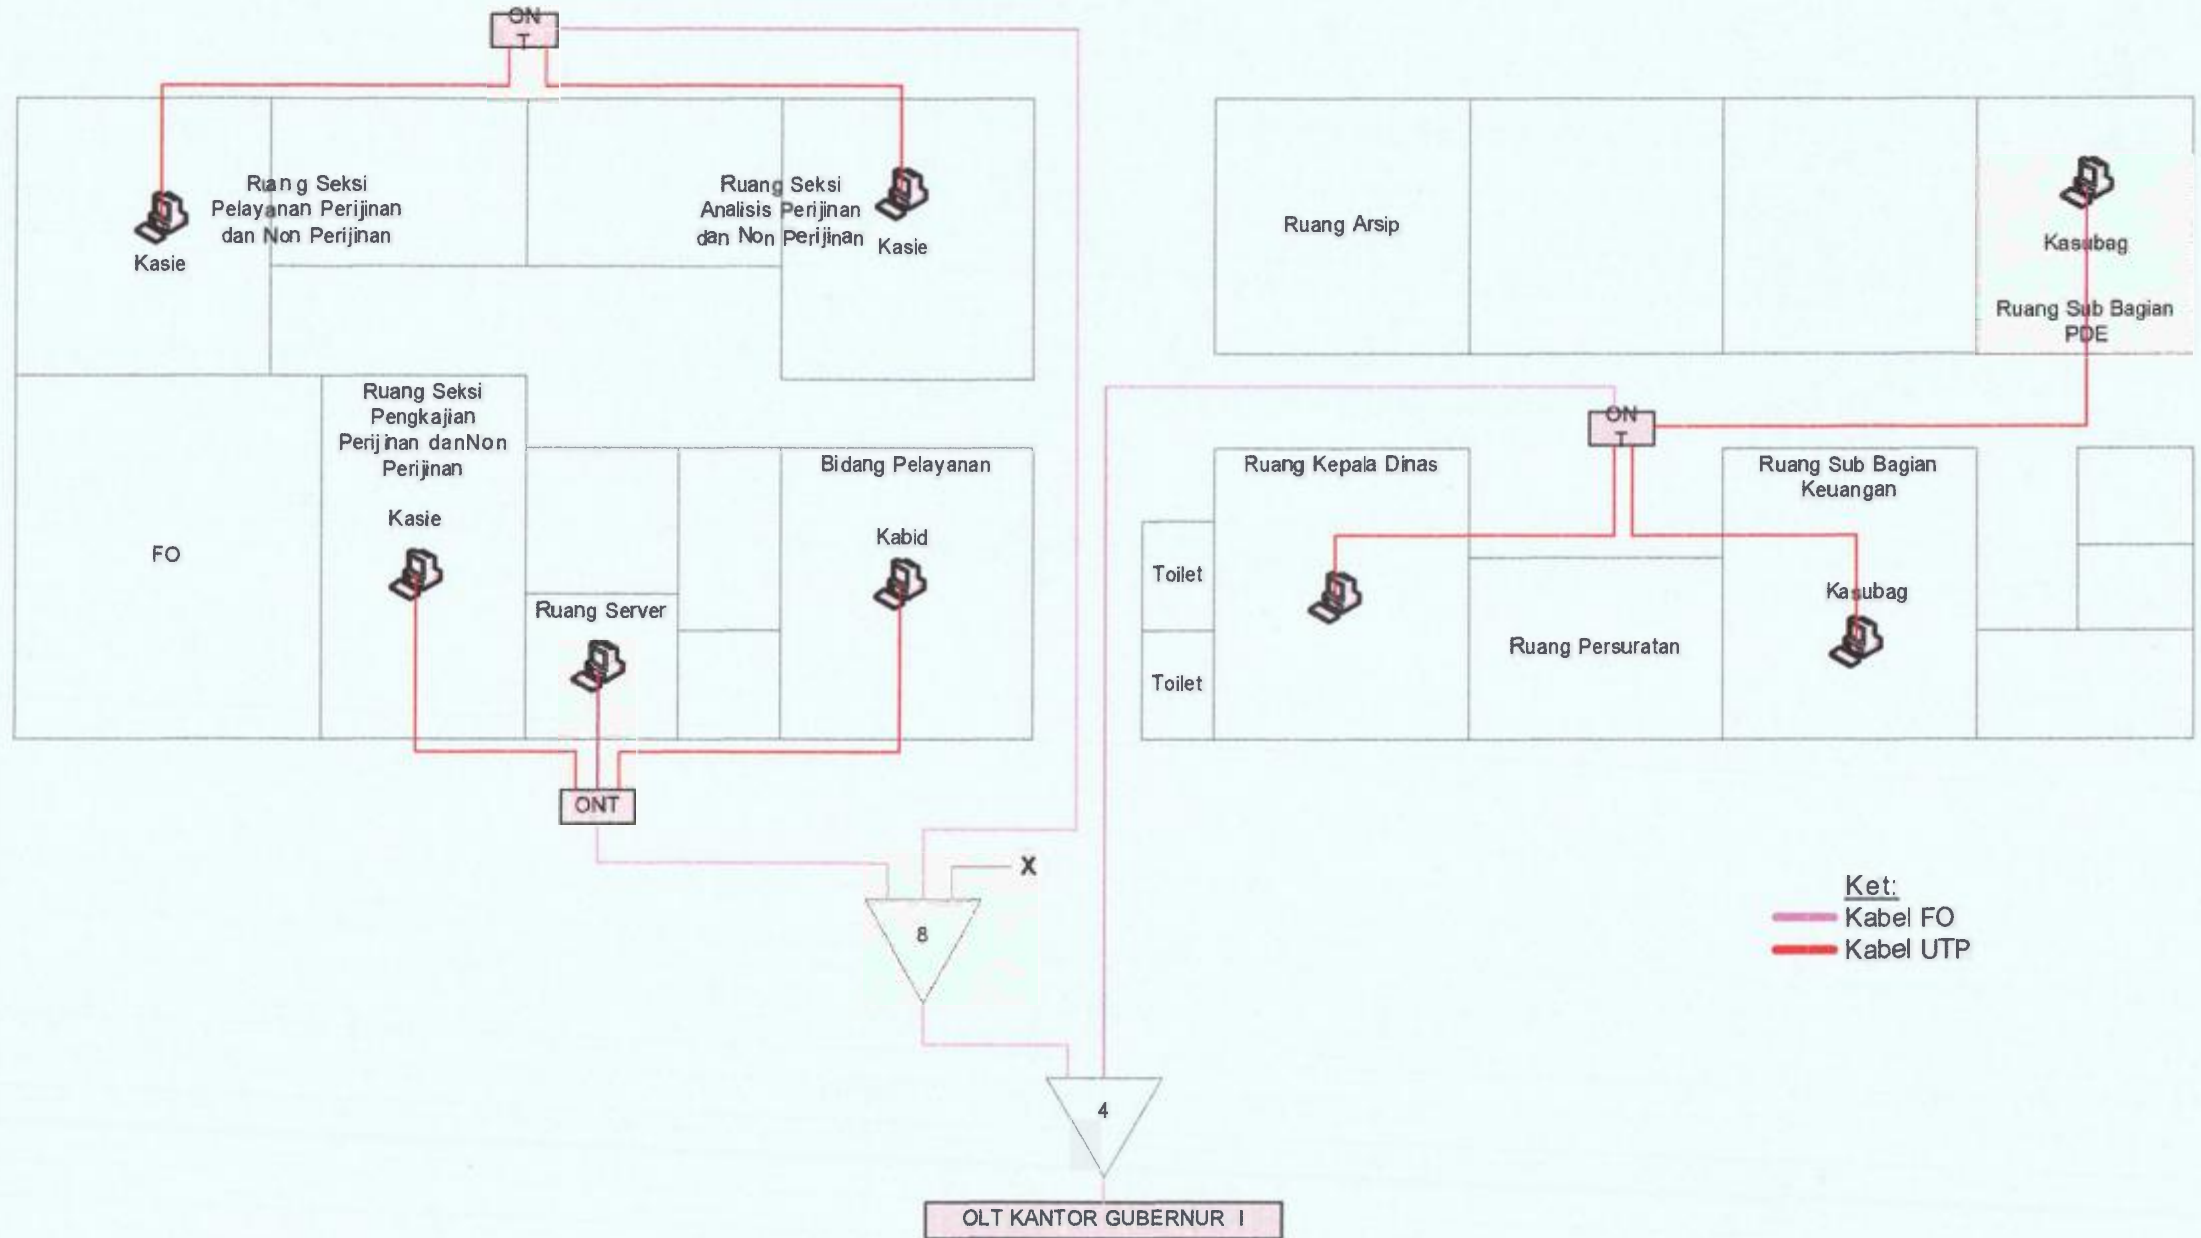 ON
T
Ruang Seksi
Pelayanan Perijinan
dan Non Perijinan
Kasie
Ruang Seksi
Analisis Perijinan
dan Non Perijinan
Kasie
Ruang Arsip
Kasubag
Ruang Sub Bagian
PDE
Ruang Seksi
Pengkajian
Perijinan danNon
Perijinan
Kasie
FO
Ruang Server
Bidang Pelayanan
Kabid
ONT
ON
T
Ruang Kepala Dinas
Ruang Sub Bagian
Keuangan
Kasubag
Toilet
Toilet
Ruang Persuratan
X
8
4
OLT KANTOR GUBERNUR I
Ket:
Kabel FO
Kabel UTP